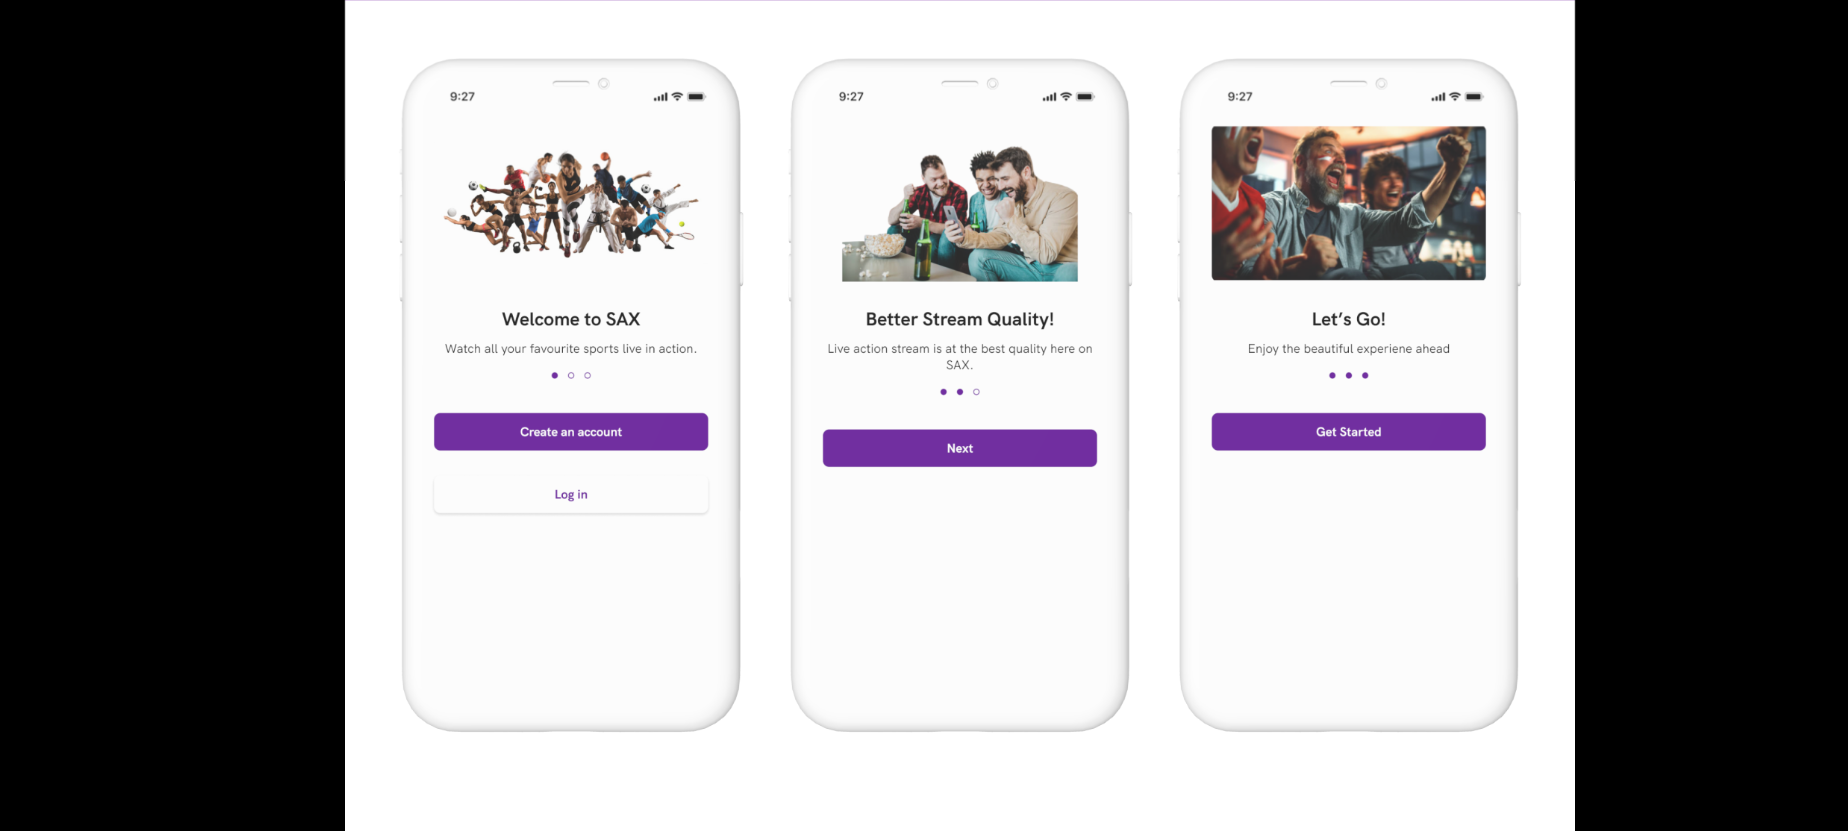 9:27
Welcome to SAX
Watch all your favourite sports live in action.
Create an account
Log in
9:27
Better Stream Quality!
Live action stream is at the best quality here on
SAX.
Next
9:27
Let's Go!
Enjoy the beautiful experiene ahead
Get Started